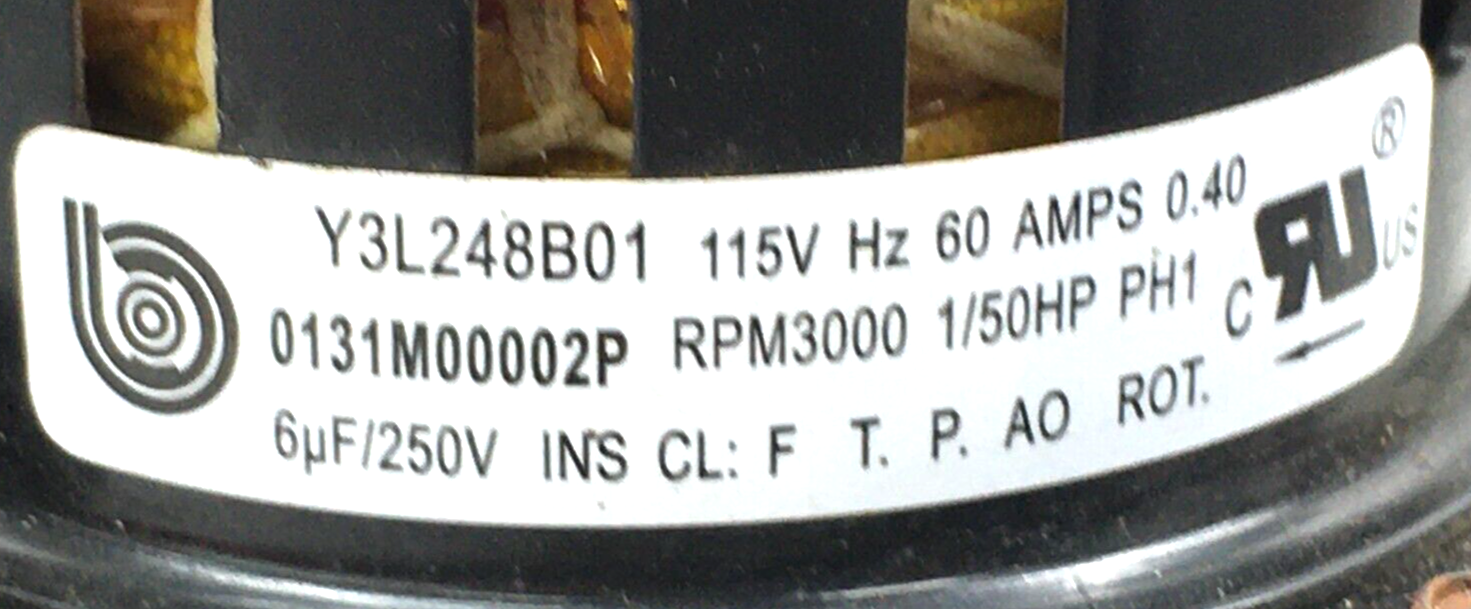 Y3L248B01 115V Hz 60 AMPS 0.40
0131M00002P RPM3000 1/50HP PH1
6µF/250V INS CL: F T. P. AO ROT.
C RU US ®